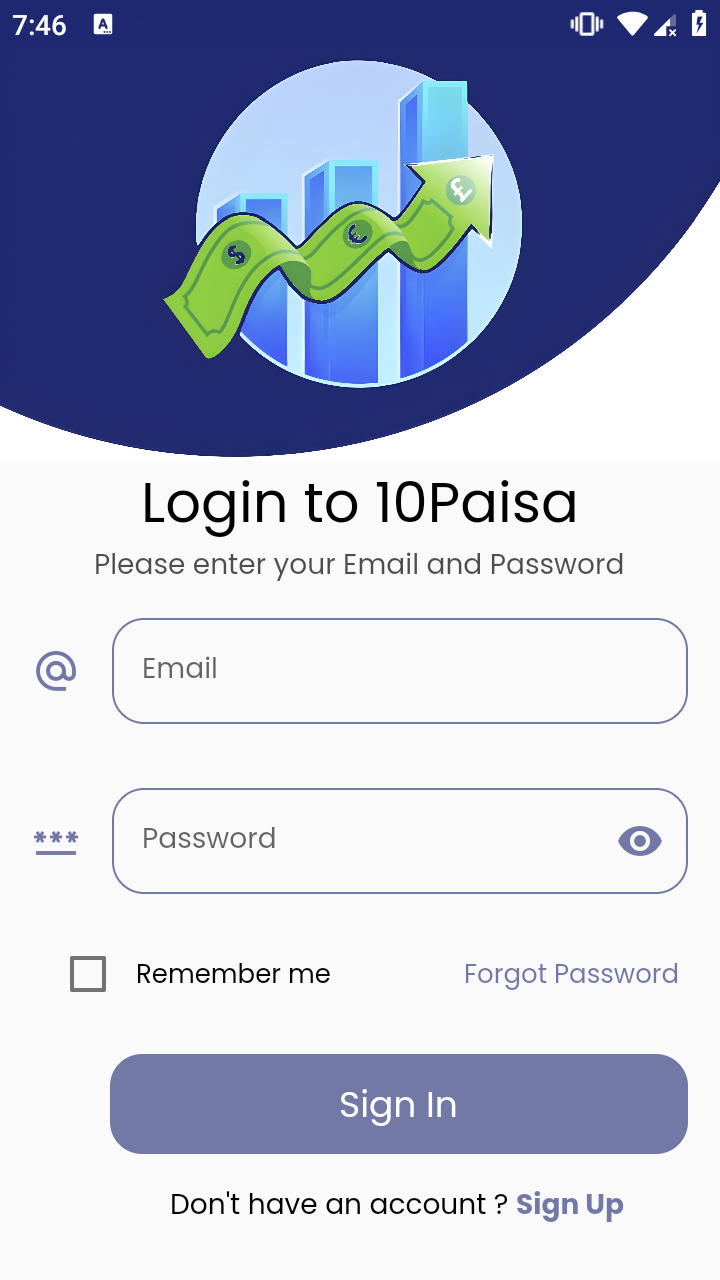 7:46
A
$
€
£
Login to 10Paisa
Please enter your Email and Password
Email
***
Password
Remember me
Forgot Password
Sign In
Don't have an account ? Sign Up